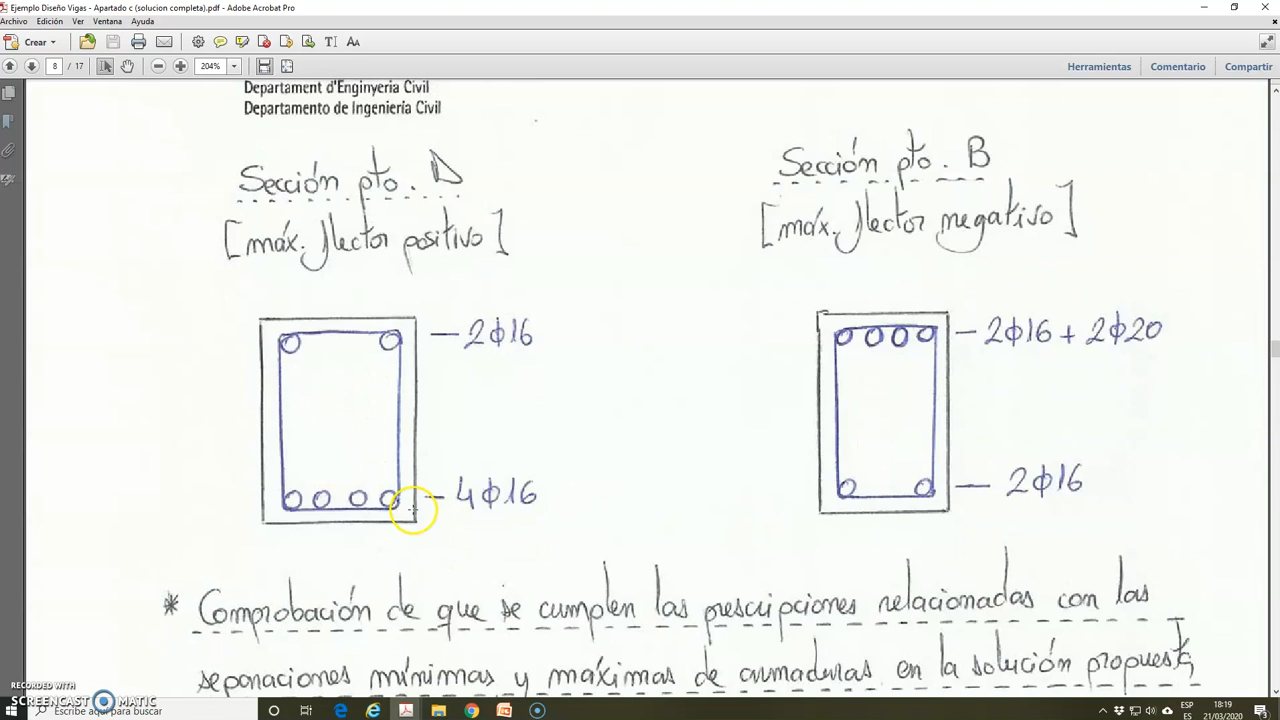 Ejemplo Diseño Vigas - Apartado c (solucion completa).pdf - Adobe Acrobat Pro
Archivo Edición Ver Ventana Ayuda
Crear
8 / 17
204%
Herramientas Comentario Compartir
Departament d'Enginyeria Civil
Departamento de Ingeniería Civil
Sección pto. D
[máx. flector positivo]
2ϕ16
4ϕ16
Sección pto. B
[máx. flector negativo]
2ϕ16 + 2ϕ20
2ϕ16
* Comprobación de que se cumplen las prescripciones relacionadas con las
separaciones mínimas y máximas de armaduras en la solución propuesta
RECORDED WITH
SCREENCAST MATIC
Escribe aquí para buscar
ESP
ES
18:19
21/03/2020